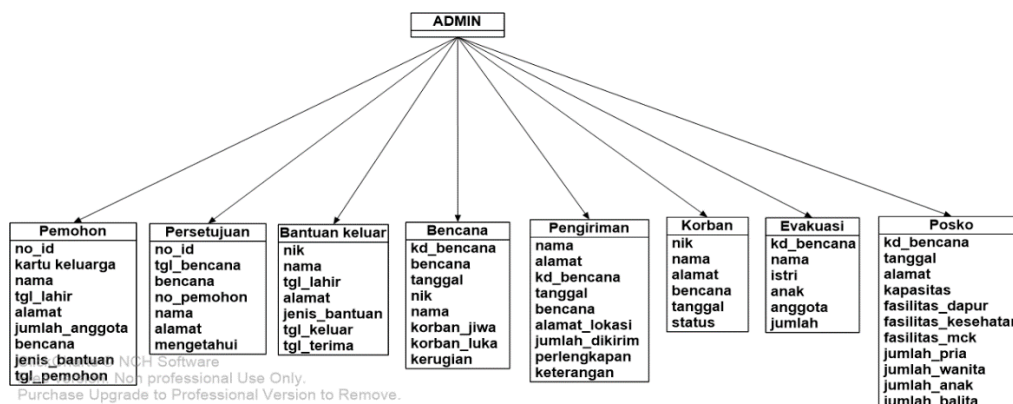 ADMIN
Pemohon
no_id
kartu keluarga
nama
tgl_lahir
alamat
jumlah_anggota
bencana
jenis_bantuan
tgl_pemohon
Persetujuan
no_id
tgl_bencana
bencana
no_pemohon
nama
alamat
mengetahui
Bantuan keluar
nik
nama
tgl_lahir
alamat
jenis_bantuan
tgl_keluar
tgl_terima
Bencana
kd_bencana
bencana
tanggal
nik
nama
korban_jiwa
korban_luka
kerugian
Pengiriman
nama
alamat
kd_bencana
tanggal
bencana
alamat_lokasi
jumlah_dikirim
perlengkapan
keterangan
Korban
nik
nama
alamat
bencana
tanggal
status
Evakuasi
kd_bencana
nama
istri
anak
anggota
jumlah
Posko
kd_bencana
tanggal
alamat
kapasitas
fasilitas_dapur
fasilitas_kesehatan
fasilitas_mck
jumlah_pria
jumlah_wanita
jumlah_anak
jumlah_balita
NCH Software
Non professional Use Only.
Purchase Upgrade to Professional Version to Remove.